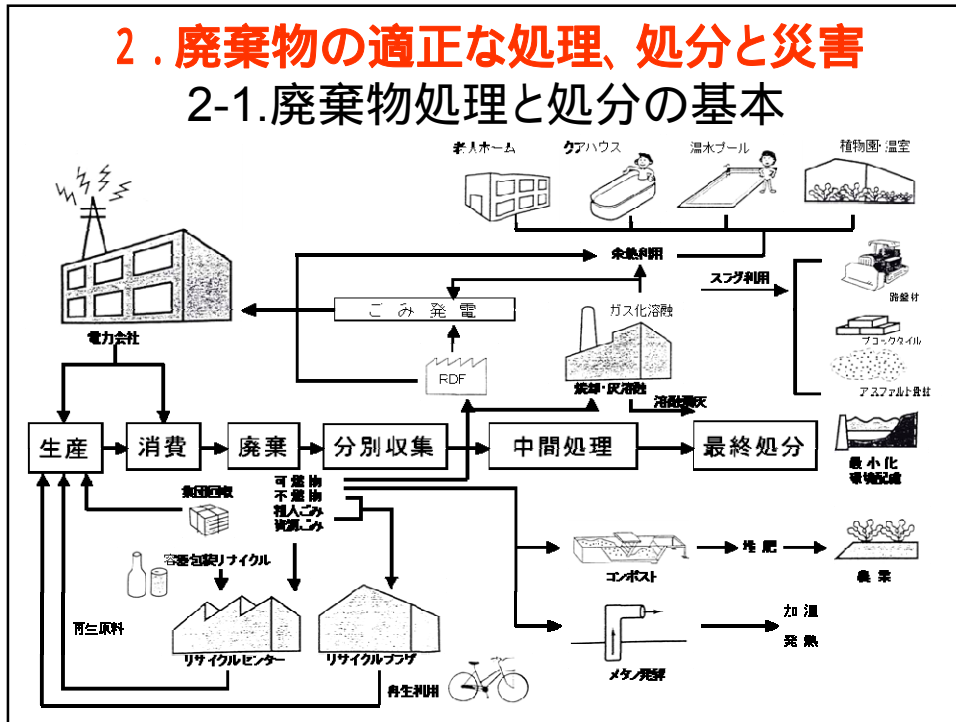 2．廃棄物の適正な処理、処分と災害
2-1.廃棄物処理と処分の基本
老人ホーム
クアハウス
温水プール
植物園・温室
余熱利用
スラグ利用
路盤材
ごみ発電
ガス化溶融
電力会社
ブロックタイル
RDF
焼却・灰溶融
アスファルト骨材
溶融飛灰
生産
消費
廃棄
分別収集
中間処理
最終処分
最小化
環境配慮
集団回収
可燃物
不燃物
粗大ごみ
資源ごみ
容器包装リサイクル
コンポスト
堆肥
農業
再生原料
加温
発熱
リサイクルセンター
リサイクルプラザ
メタン発酵
再生利用